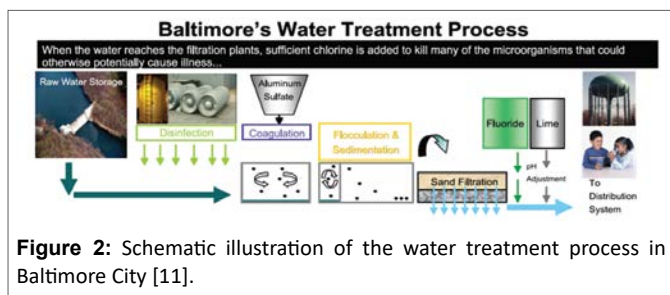 Baltimore's Water Treatment Process
When the water reaches the filtration plants, sufficient chlorine is added to kill many of the microorganisms that could
otherwise potentially cause illness...
Raw Water Storage
Disinfection
Aluminum
Sulfate
Coagulation
Flocculation &
Sedimentation
Sand Filtration
Fluoride
Lime
pH
Adjustment
To
Distribution
System
Figure 2: Schematic illustration of the water treatment process in
Baltimore City [11].